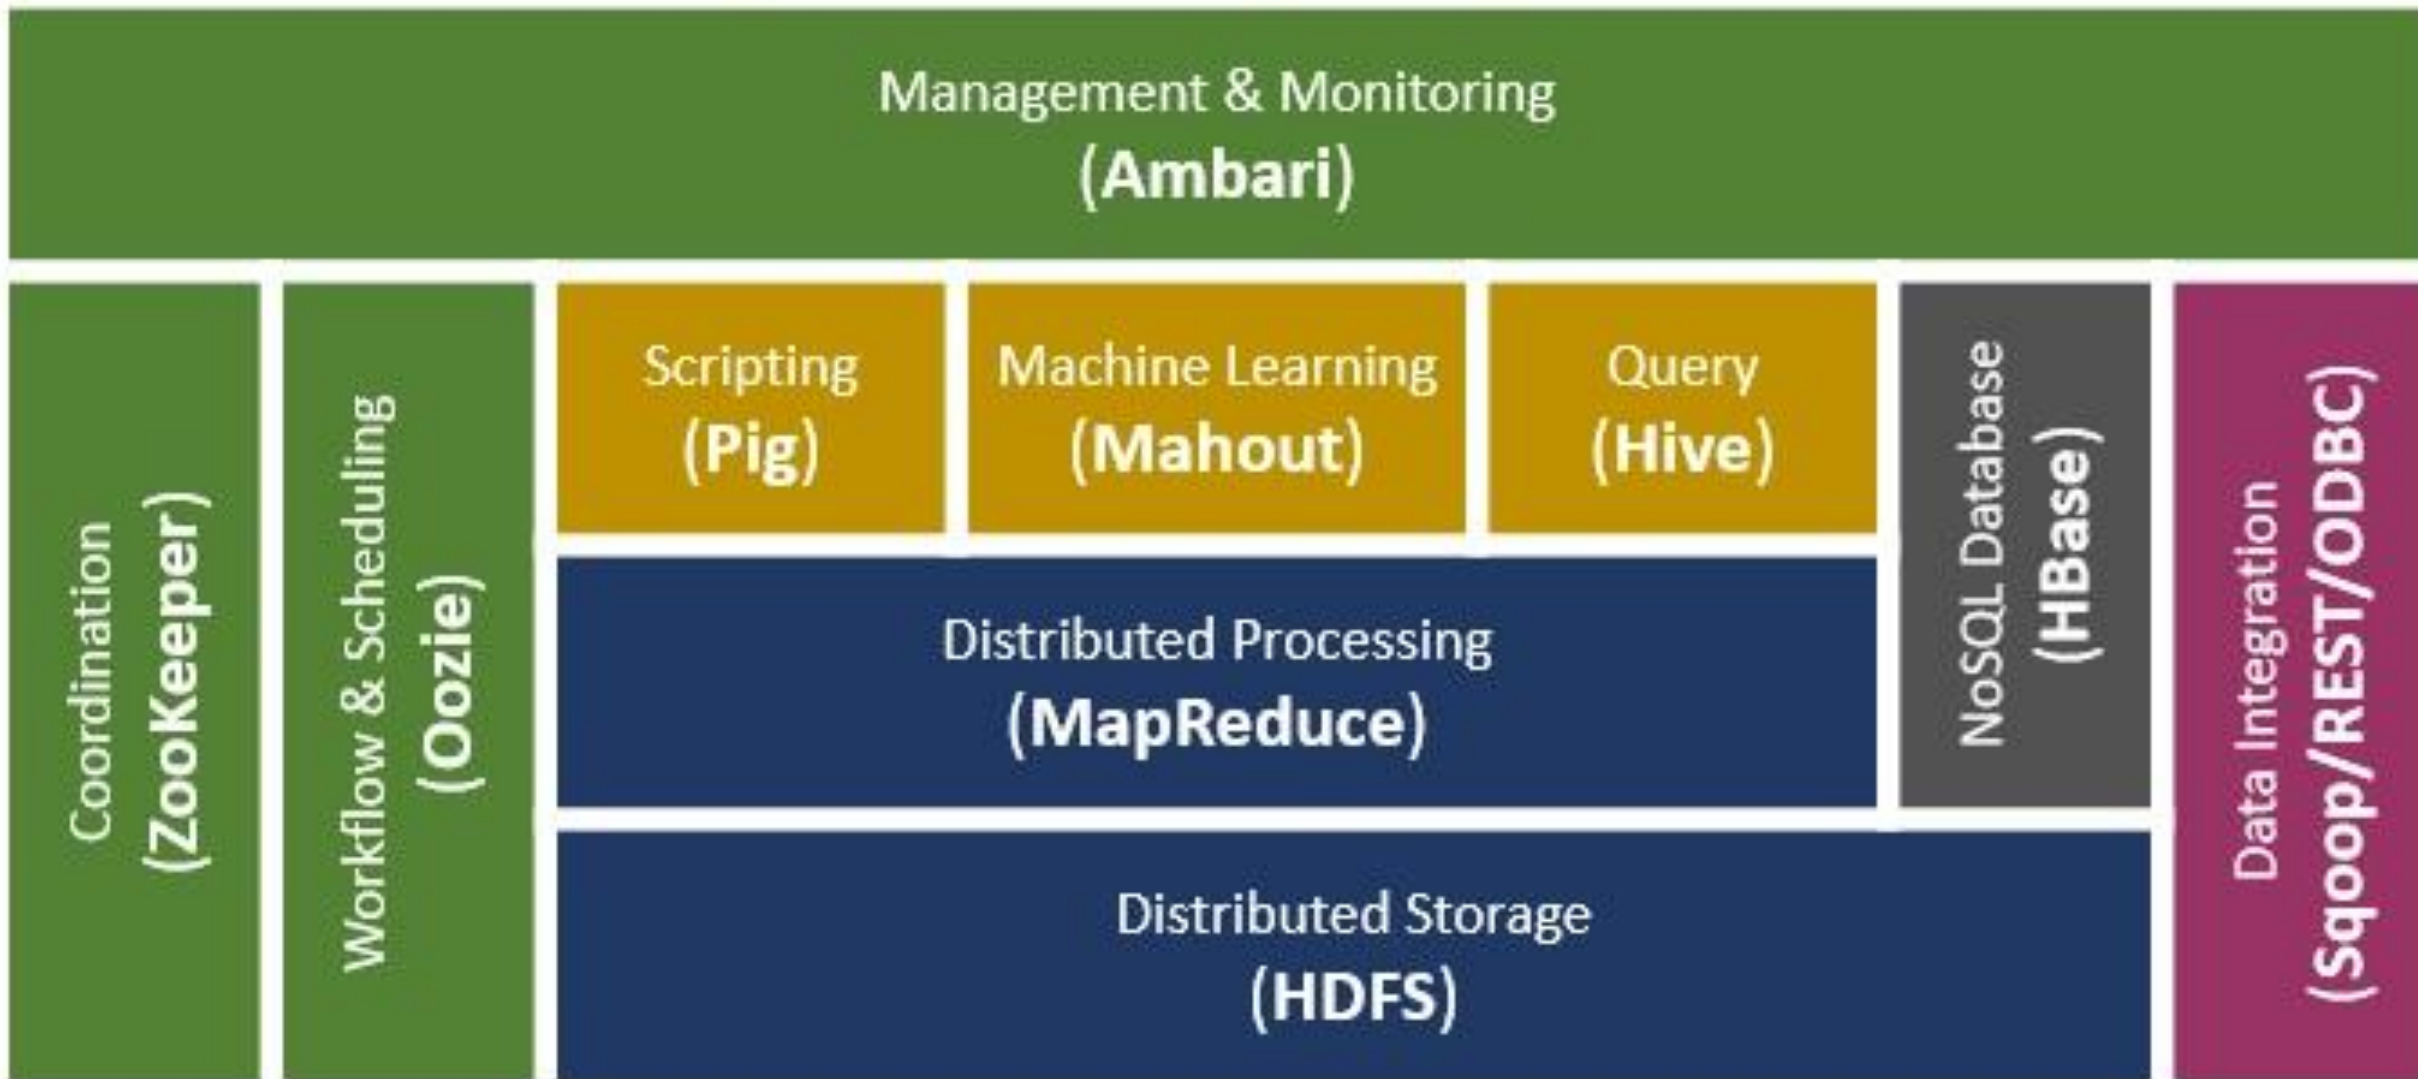 Management & Monitoring
(Ambari)
Coordination
(ZooKeeper)
Workflow & Scheduling
(Oozie)
Scripting
(Pig)
Machine Learning
(Mahout)
Query
(Hive)
NoSQL Database
(HBase)
Data Integration
(Sqoop/REST/ODBC)
Distributed Processing
(MapReduce)
Distributed Storage
(HDFS)